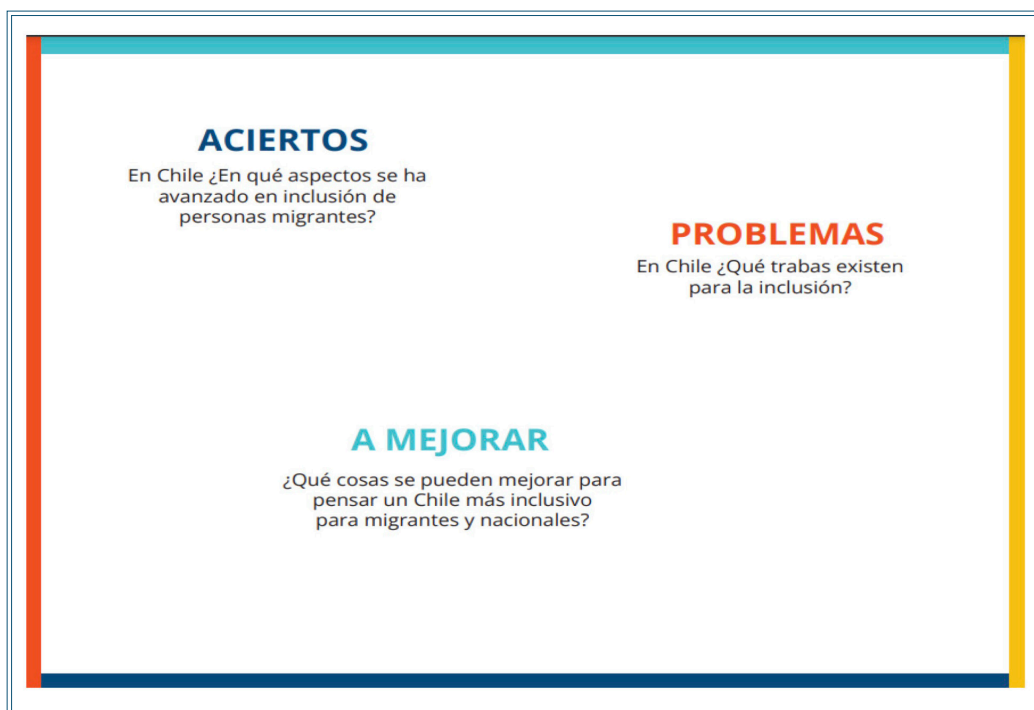 ACIERTOS
En Chile ¿En qué aspectos se ha
avanzado en inclusión de
personas migrantes?
PROBLEMAS
En Chile ¿Qué trabas existen
para la inclusión?
A MEJORAR
¿Qué cosas se pueden mejorar para
pensar un Chile más inclusivo
para migrantes y nacionales?